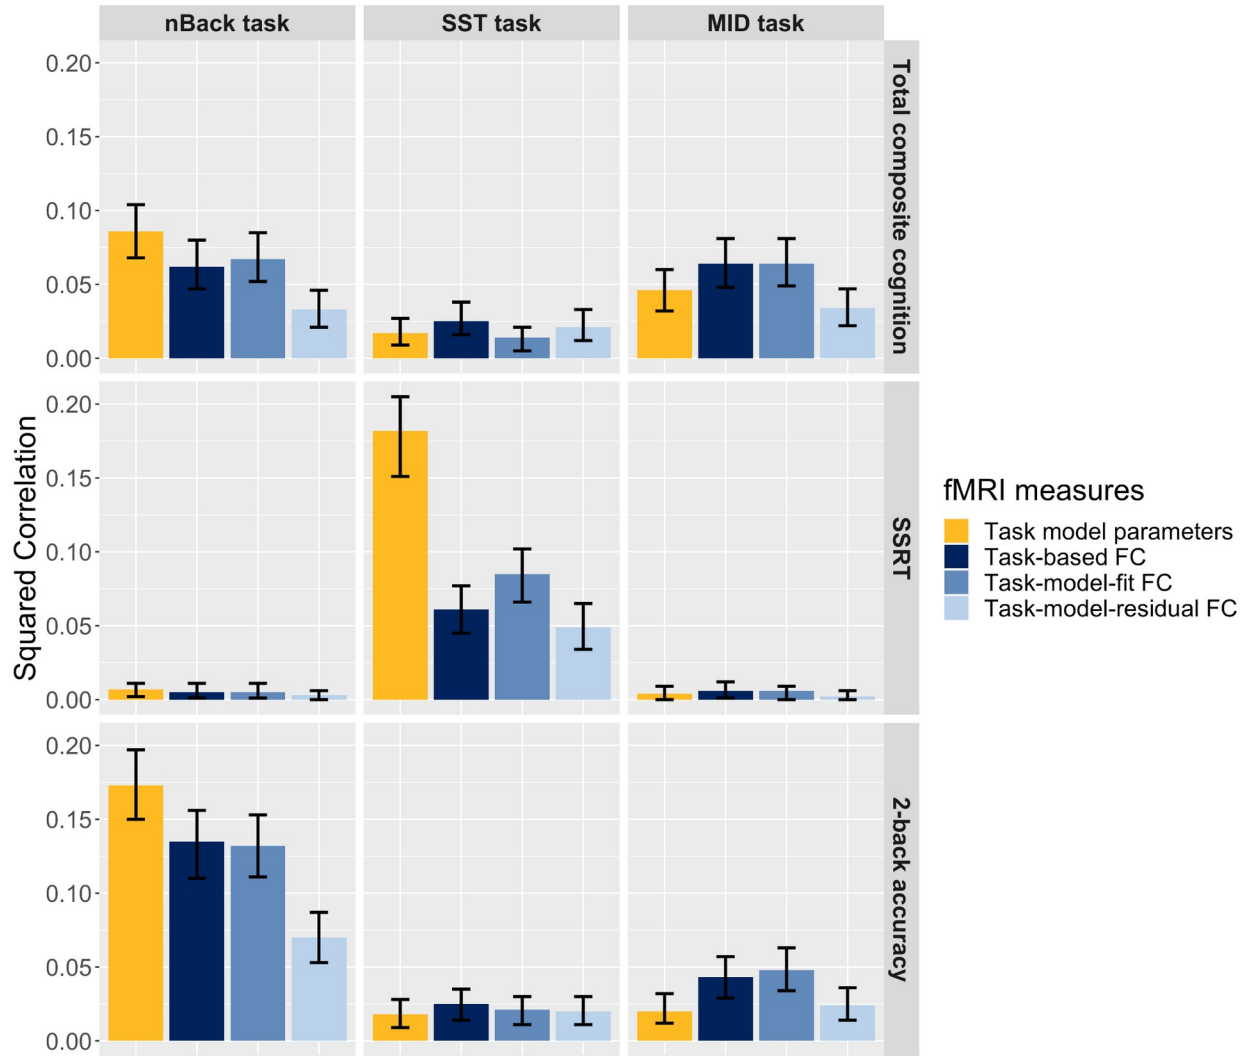 nBack task
SST task
MID task
0.20
0.15
0.10
0.05
0.00
Total composite cognition
0.20
0.15
0.10
0.05
0.00
SSRT
0.20
0.15
0.10
0.05
0.00
2-back accuracy
Squared Correlation
fMRI measures
Task model parameters
Task-based FC
Task-model-fit FC
Task-model-residual FC